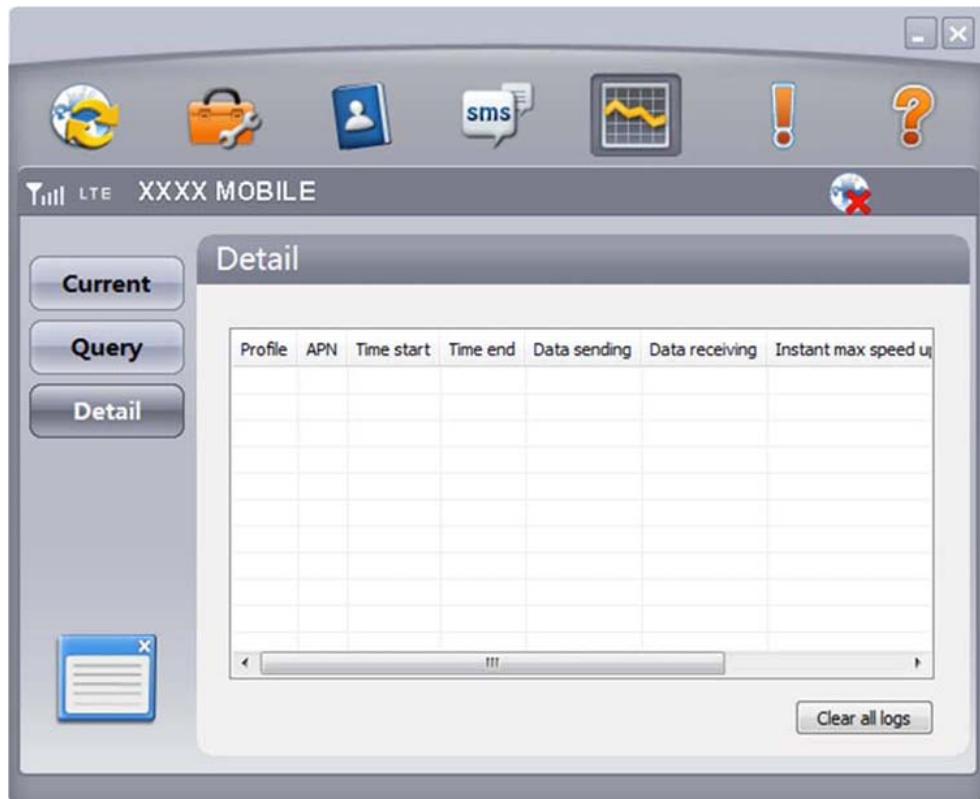 sms
LTE XXXX MOBILE
Detail
Current
Query
Detail
Profile APN Time start Time end Data sending Data receiving Instant max speed u
Clear all logs